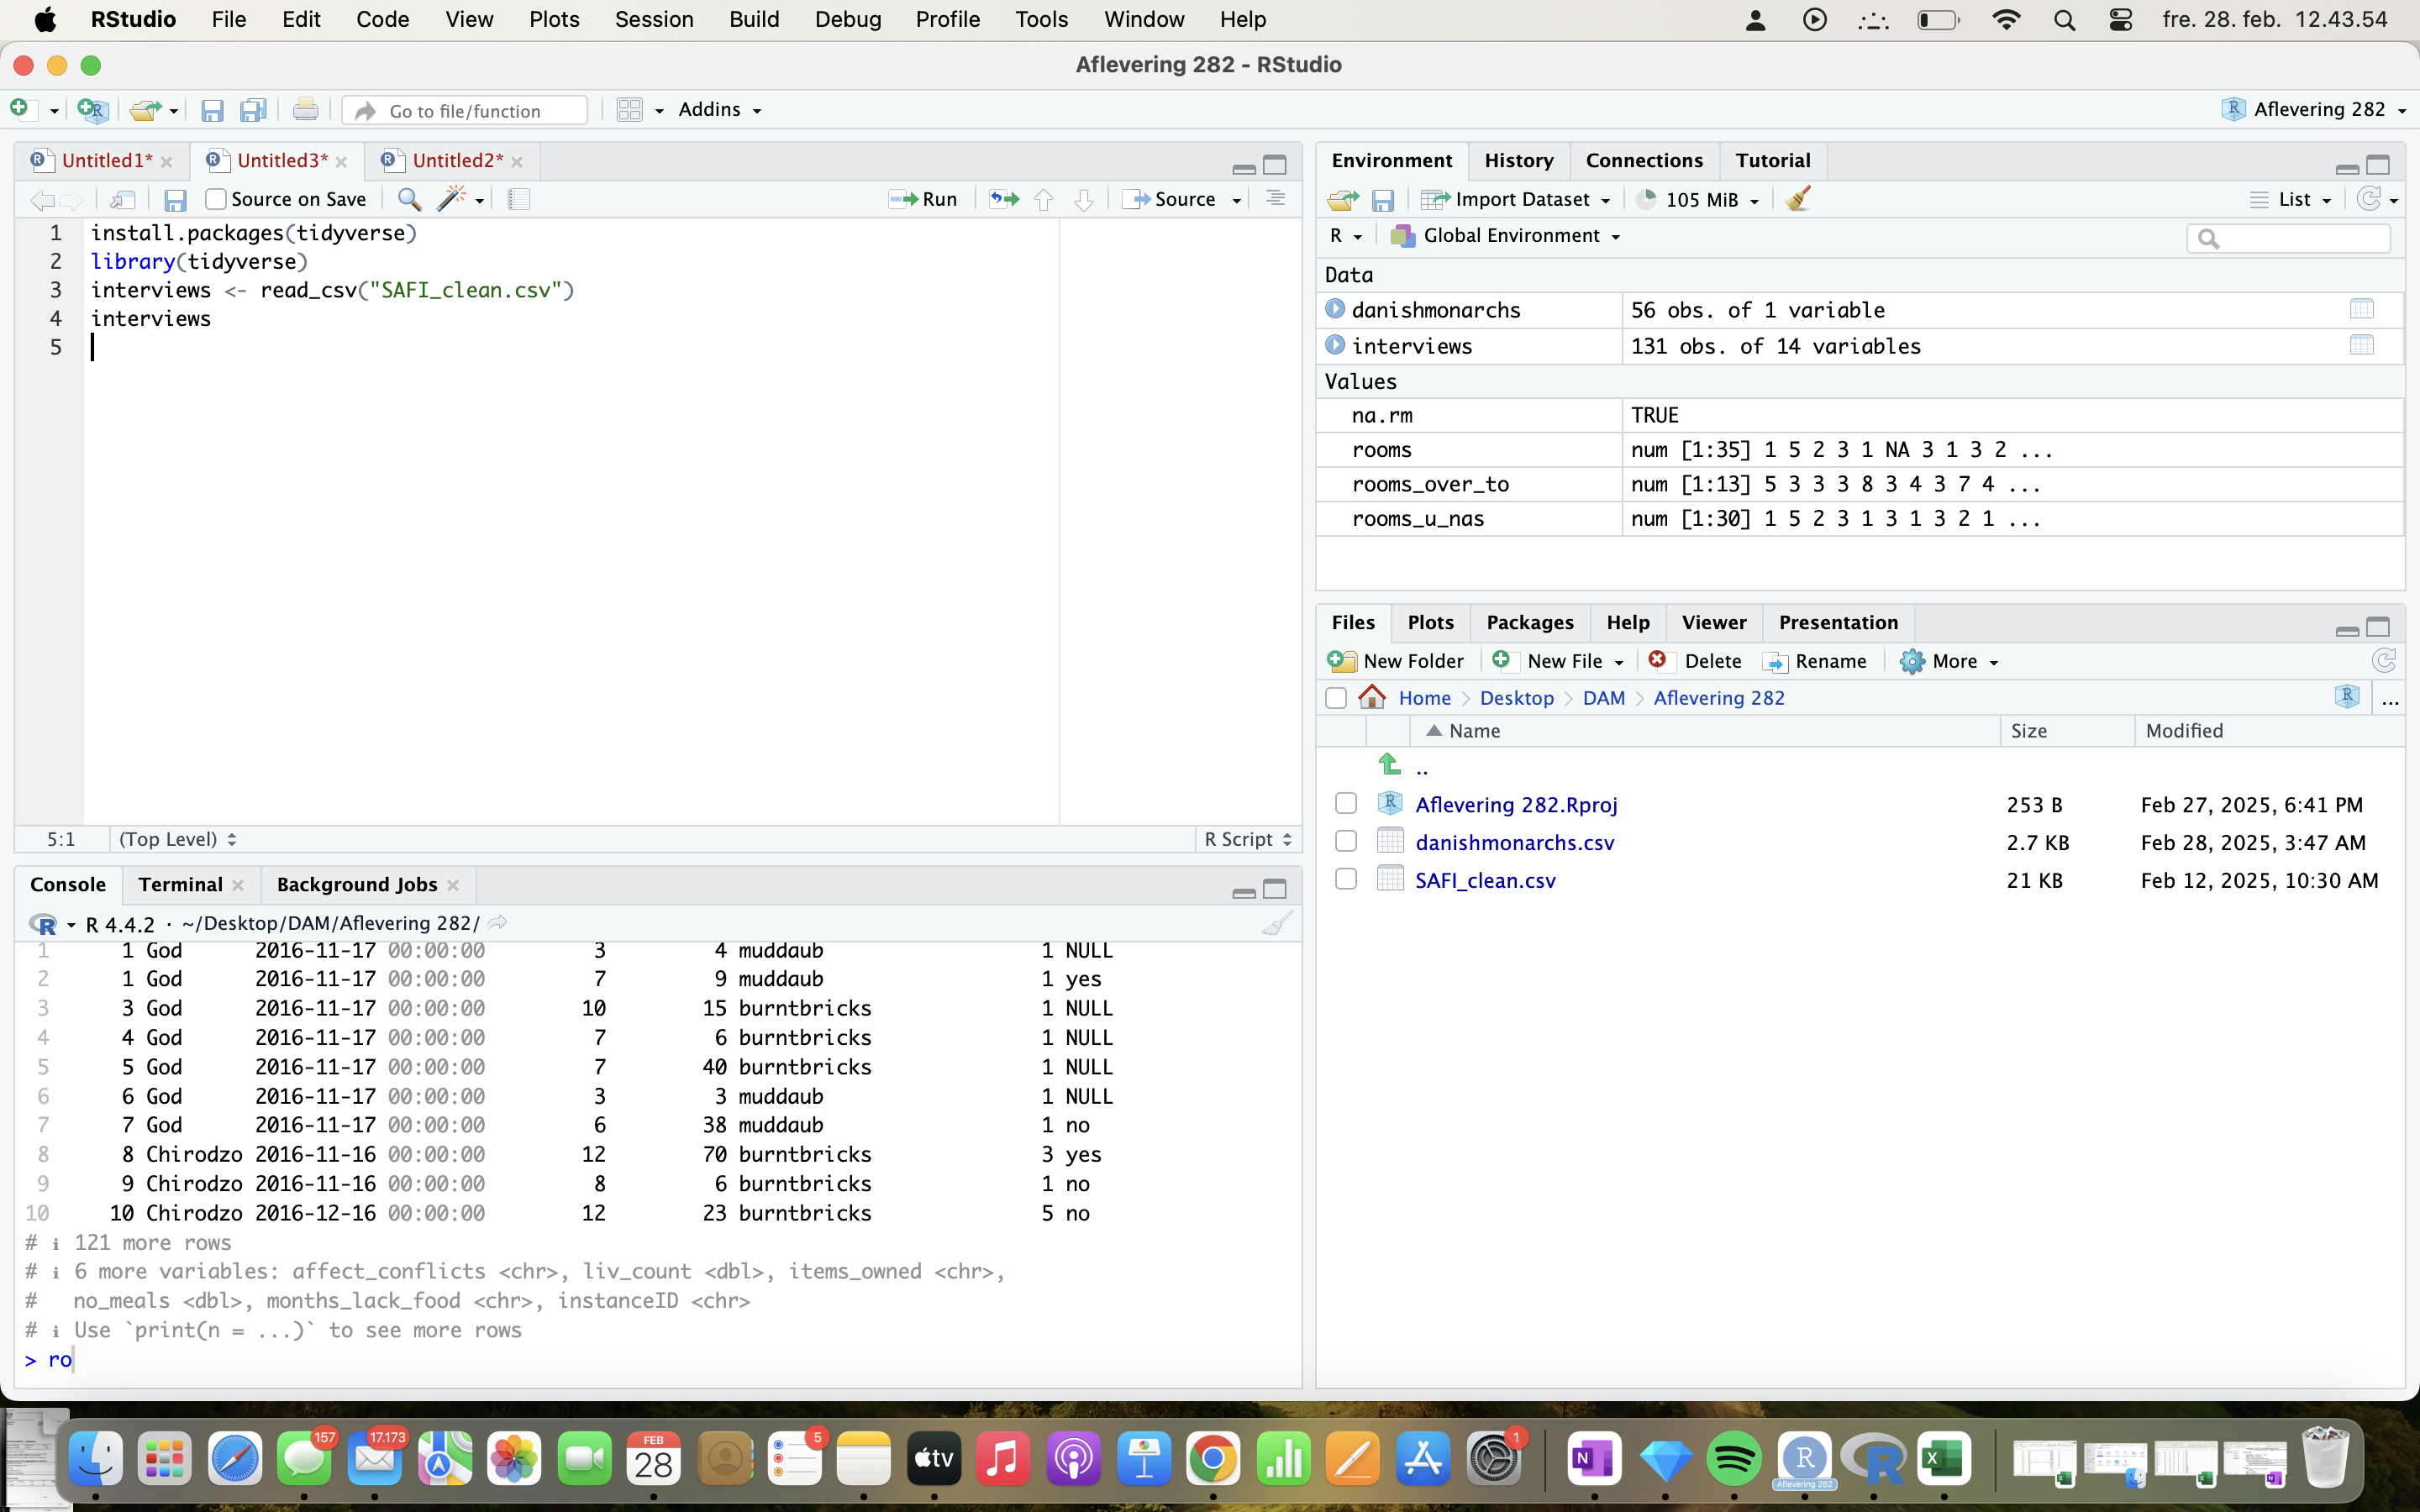 RStudio File Edit Code View Plots Session Build Debug Profile Tools Window Help fre. 28. feb. 12.43.54
Aflevering 282 - RStudio
Go to file/function Addins Aflevering 282
Untitled1* Untitled3* Untitled2*
Source on Save Run Source
1 install.packages(tidyverse)
2 library(tidyverse)
3 interviews <- read_csv("SAFI_clean.csv")
4 interviews
5
5:1 (Top Level) R Script
Console Terminal Background Jobs
R 4.4.2 · ~/Desktop/DAM/Aflevering 282/
1 1 God 2016-11-17 00:00:00 3 4 muddaub 1 NULL
2 1 God 2016-11-17 00:00:00 7 9 muddaub 1 yes
3 3 God 2016-11-17 00:00:00 10 15 burntbricks 1 NULL
4 4 God 2016-11-17 00:00:00 7 6 burntbricks 1 NULL
5 5 God 2016-11-17 00:00:00 7 40 burntbricks 1 NULL
6 6 God 2016-11-17 00:00:00 3 3 muddaub 1 NULL
7 7 God 2016-11-17 00:00:00 6 38 muddaub 1 no
8 8 Chirodzo 2016-11-16 00:00:00 12 70 burntbricks 3 yes
9 9 Chirodzo 2016-11-16 00:00:00 8 6 burntbricks 1 no
10 10 Chirodzo 2016-12-16 00:00:00 12 23 burntbricks 5 no
# ℹ 121 more rows
# ℹ 6 more variables: affect_conflicts <chr>, liv_count <dbl>, items_owned <chr>,
# no_meals <dbl>, months_lack_food <chr>, instanceID <chr>
# ℹ Use `print(n = ...)` to see more rows
> ro
Environment History Connections Tutorial
Import Dataset 105 MiB List
R Global Environment
Data
danishmonarchs 56 obs. of 1 variable
interviews 131 obs. of 14 variables
Values
na.rm TRUE
rooms num [1:35] 1 5 2 3 1 NA 3 1 3 2 ...
rooms_over_to num [1:13] 5 3 3 3 8 3 4 3 7 4 ...
rooms_u_nas num [1:30] 1 5 2 3 1 3 1 3 2 1 ...
Files Plots Packages Help Viewer Presentation
New Folder New File Delete Rename More
Home Desktop DAM Aflevering 282 ...
Name Size Modified
..
Aflevering 282.Rproj 253 B Feb 27, 2025, 6:41 PM
danishmonarchs.csv 2.7 KB Feb 28, 2025, 3:47 AM
SAFI_clean.csv 21 KB Feb 12, 2025, 10:30 AM
157 17.173 FEB 28 5 tv 1 N R Aflevering 282 R X